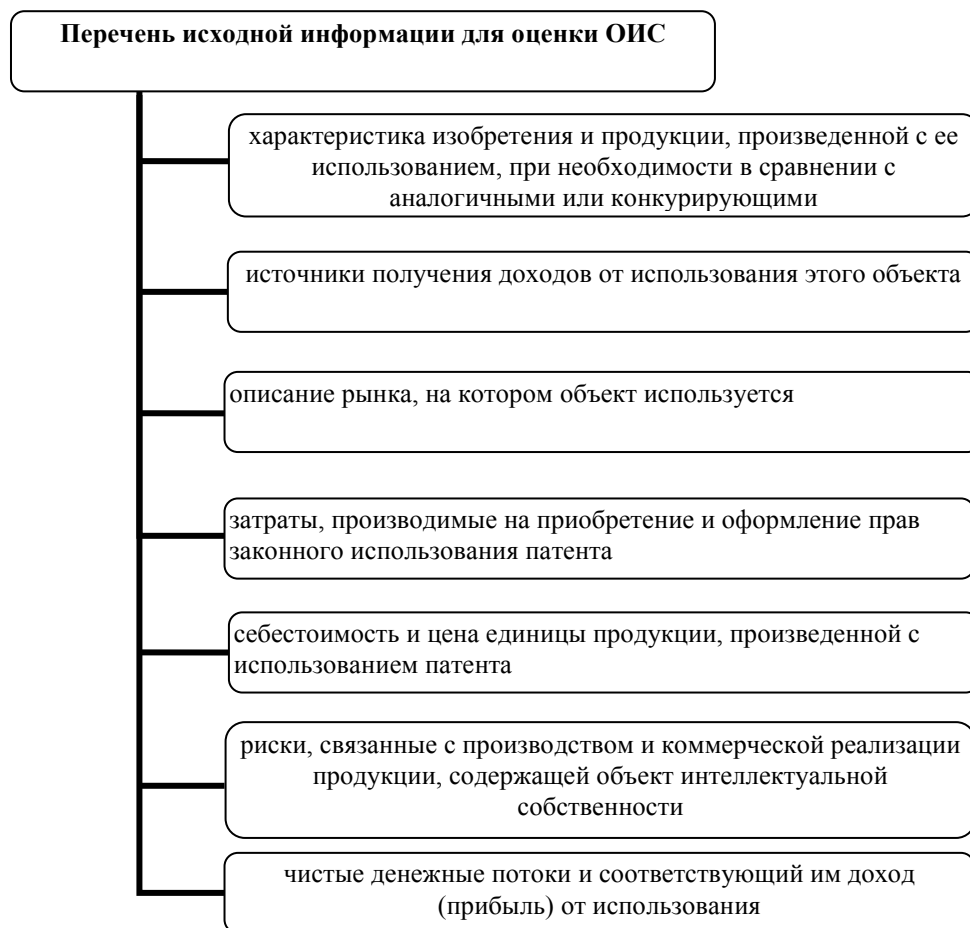 Перечень исходной информации для оценки ОИС
характеристика изобретения и продукции, произведенной с ее
использованием, при необходимости в сравнении с
аналогичными или конкурирующими
источники получения доходов от использования этого объекта
описание рынка, на котором объект используется
затраты, производимые на приобретение и оформление прав
законного использования патента
себестоимость и цена единицы продукции, произведенной с
использованием патента
риски, связанные с производством и коммерческой реализации
продукции, содержащей объект интеллектуальной
собственности
чистые денежные потоки и соответствующий им доход
(прибыль) от использования